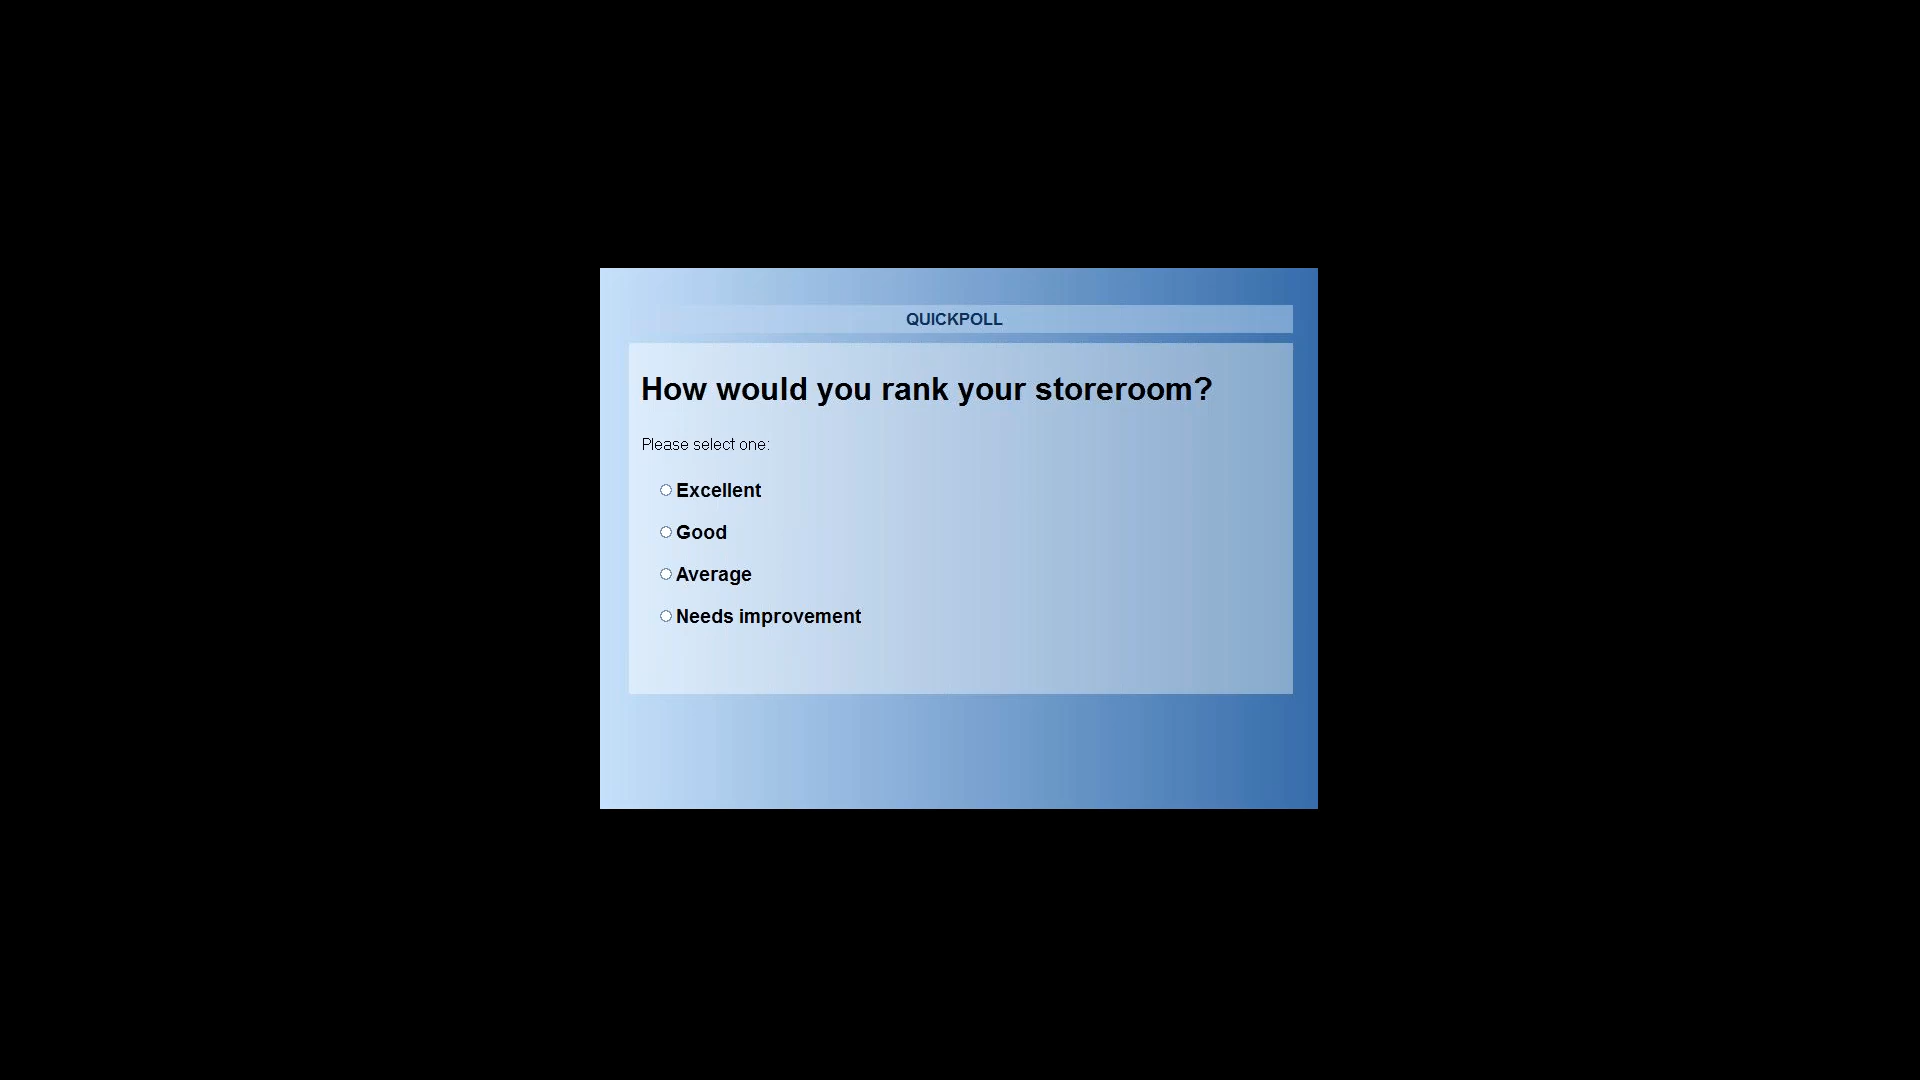 QUICKPOLL
How would you rank your storeroom?
Please select one:
Excellent
Good
Average
Needs improvement